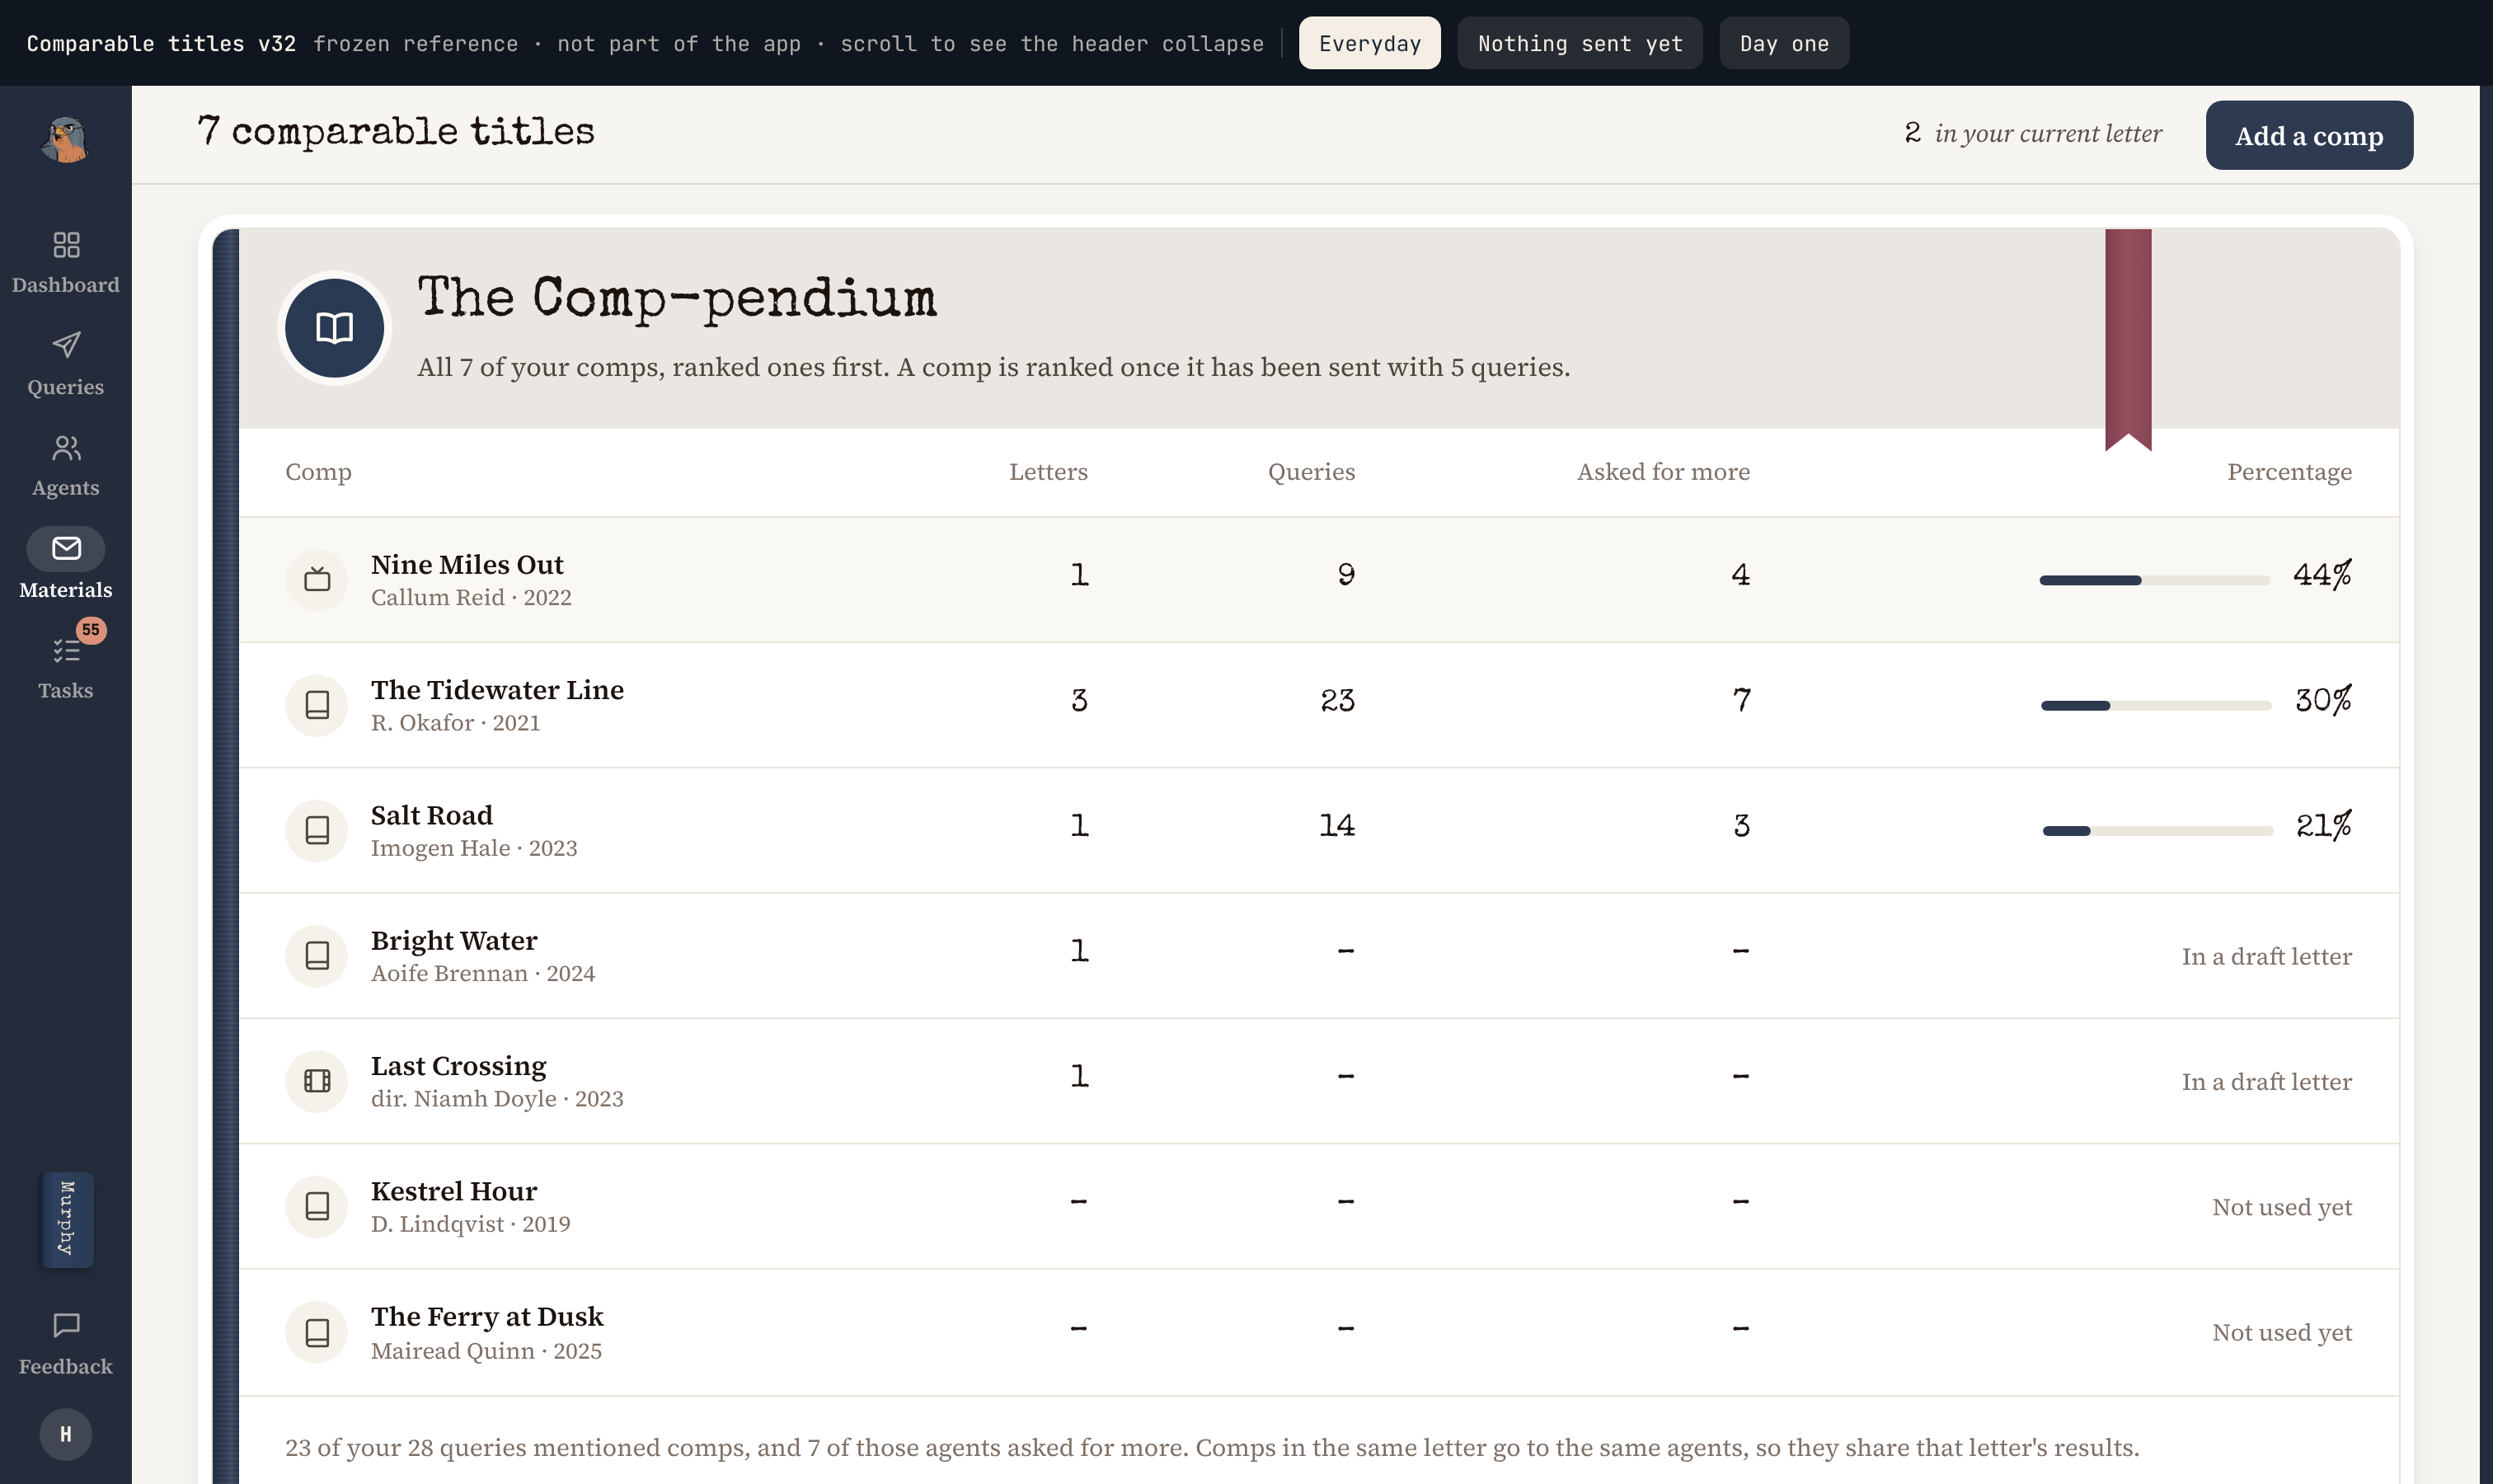 Comparable titles v32 frozen reference · not part of the app · scroll to see the header collapse Everyday Nothing sent yet Day one
7 comparable titles 2 in your current letter Add a comp
Dashboard
Queries
Agents
Materials
55
Tasks
Murphy
Feedback
H
The Comp-pendium
All 7 of your comps, ranked ones first. A comp is ranked once it has been sent with 5 queries.
Comp Letters Queries Asked for more Percentage
Nine Miles Out 1 9 4 44%
Callum Reid · 2022
The Tidewater Line 3 23 7 30%
R. Okafor · 2021
Salt Road 1 14 3 21%
Imogen Hale · 2023
Bright Water 1 – – In a draft letter
Aoife Brennan · 2024
Last Crossing 1 – – In a draft letter
dir. Niamh Doyle · 2023
Kestrel Hour – – – Not used yet
D. Lindqvist · 2019
The Ferry at Dusk – – – Not used yet
Mairead Quinn · 2025
23 of your 28 queries mentioned comps, and 7 of those agents asked for more. Comps in the same letter go to the same agents, so they share that letter's results.